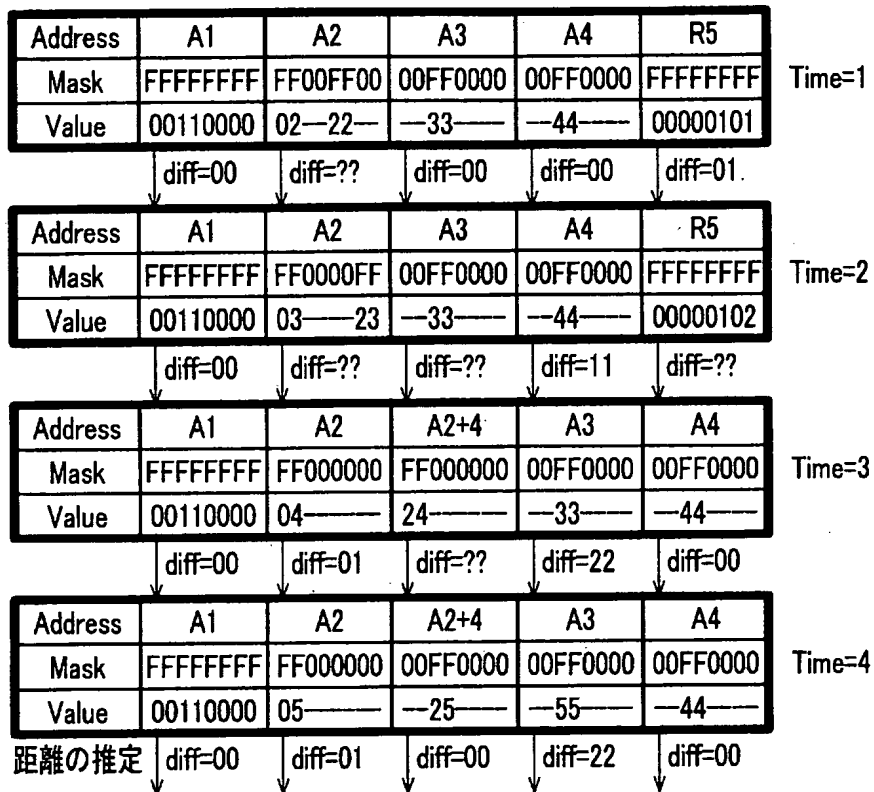 Address A1 A2 A3 A4 R5
Mask FFFFFFFF FF00FF00 00FF0000 00FF0000 FFFFFFFF Time=1
Value 00110000 02--22-- --33---- --44---- 00000101
diff=00 diff=?? diff=00 diff=00 diff=01
Address A1 A2 A3 A4 R5
Mask FFFFFFFF FF0000FF 00FF0000 00FF0000 FFFFFFFF Time=2
Value 00110000 03----23 --33---- --44---- 00000102
diff=00 diff=?? diff=?? diff=11 diff=??
Address A1 A2 A2+4 A3 A4
Mask FFFFFFFF FF000000 FF000000 00FF0000 00FF0000 Time=3
Value 00110000 04------ 24------ --33---- --44----
diff=00 diff=01 diff=?? diff=22 diff=00
Address A1 A2 A2+4 A3 A4
Mask FFFFFFFF FF000000 00FF0000 00FF0000 00FF0000 Time=4
Value 00110000 05------ --25---- --55---- --44----
距離の推定 diff=00 diff=01 diff=00 diff=22 diff=00